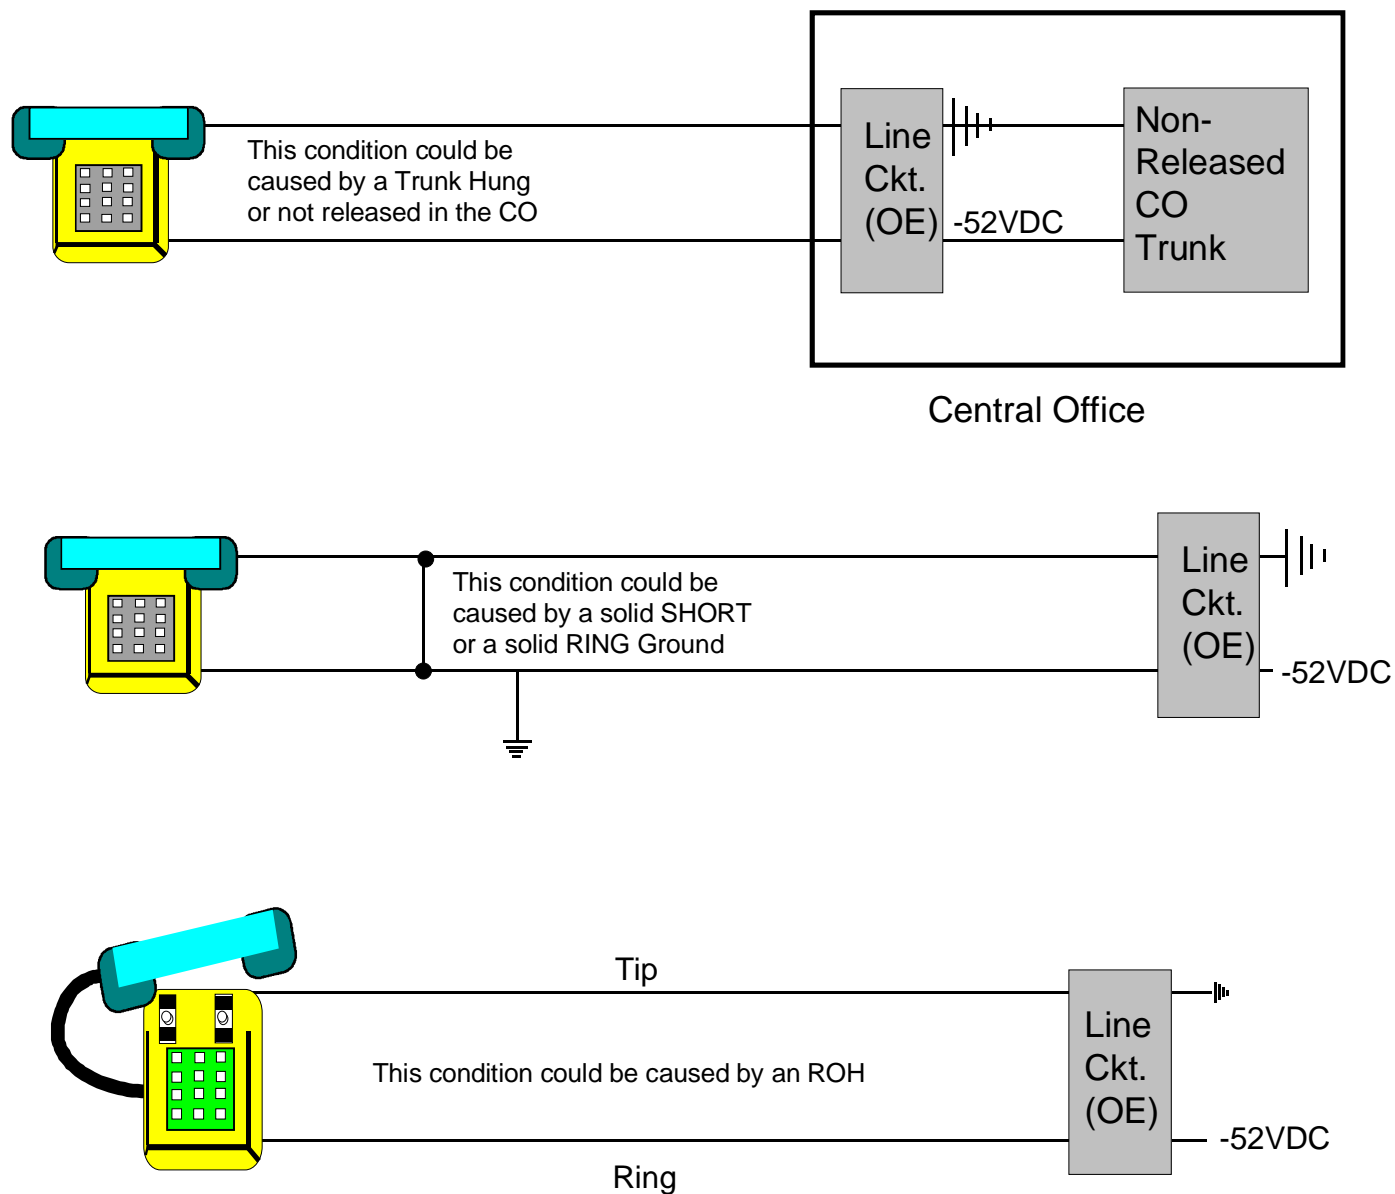 This condition could be
caused by a Trunk Hung
or not released in the CO
Line
Ckt.
(OE)
-52VDC
Non-
Released
CO
Trunk
Central Office
This condition could be
caused by a solid SHORT
or a solid RING Ground
Line
Ckt.
(OE)
-52VDC
Tip
This condition could be caused by an ROH
Line
Ckt.
(OE)
-52VDC
Ring